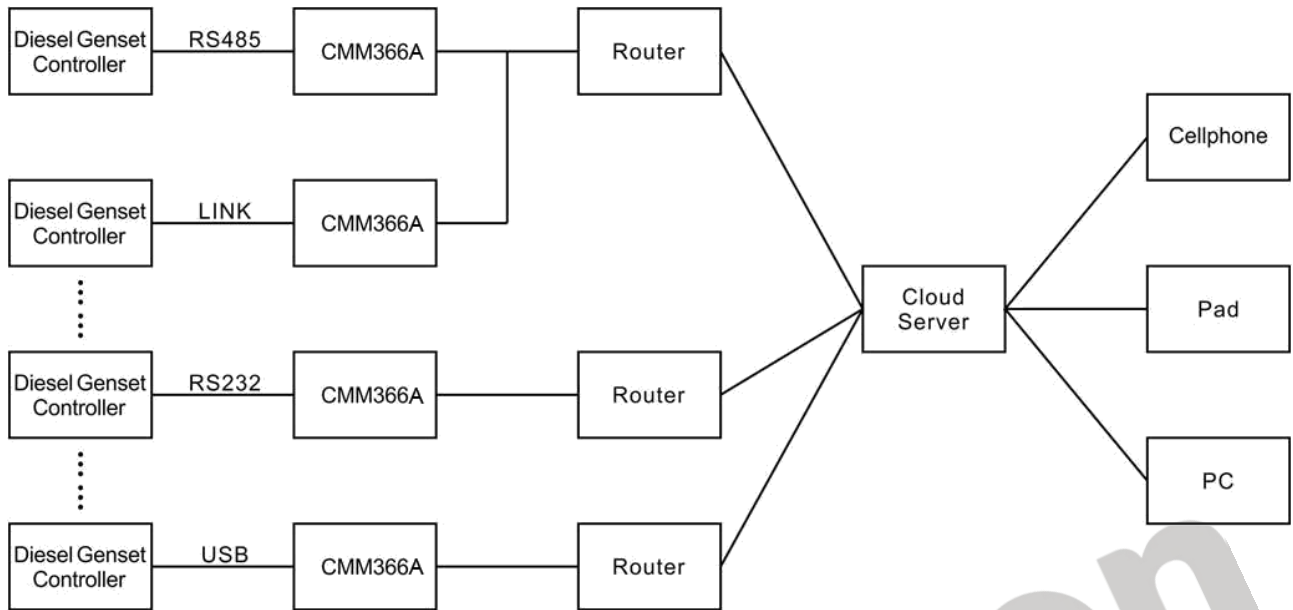 Diesel Genset
Controller
RS485
CMM366A
Router
Cellphone
Diesel Genset
Controller
LINK
CMM366A
Cloud
Server
Pad
Diesel Genset
Controller
RS232
CMM366A
Router
PC
Diesel Genset
Controller
USB
CMM366A
Router